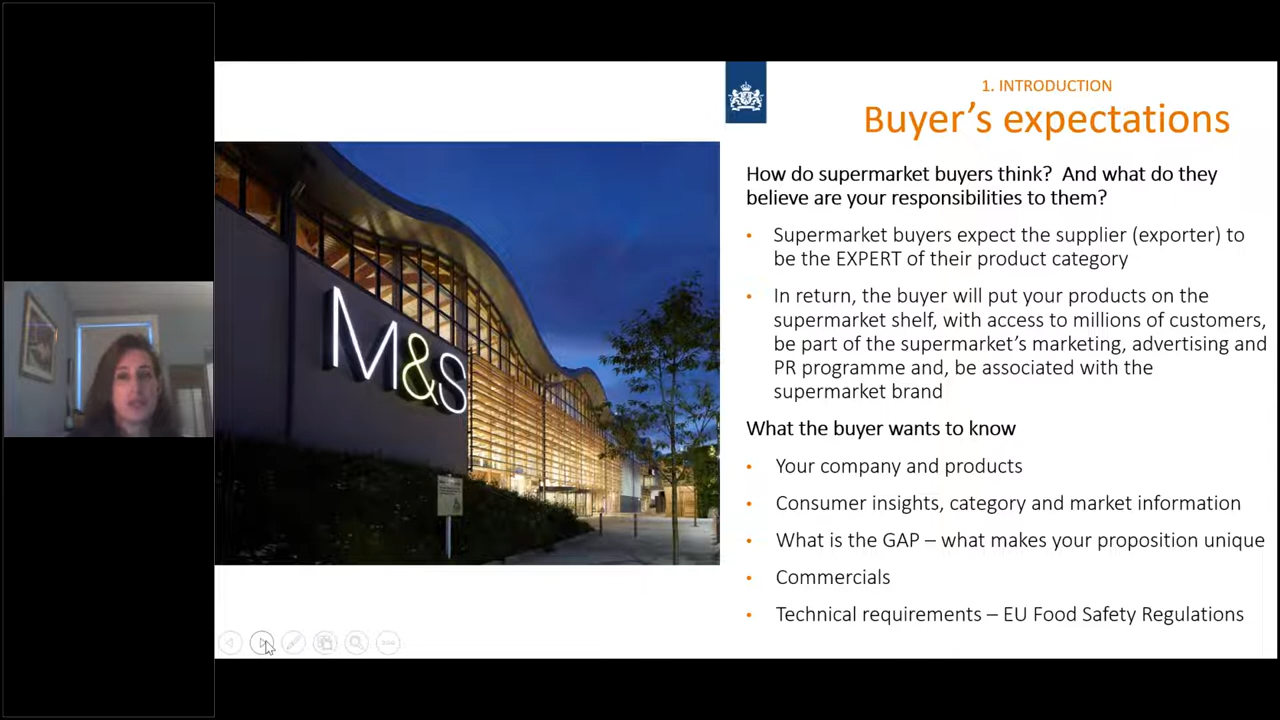 1. INTRODUCTION
Buyer's expectations
How do supermarket buyers think?  And what do they
believe are your responsibilities to them?
• Supermarket buyers expect the supplier (exporter) to
be the EXPERT of their product category
• In return, the buyer will put your products on the
supermarket shelf, with access to millions of customers,
be part of the supermarket's marketing, advertising and
PR programme and, be associated with the
supermarket brand
What the buyer wants to know
• Your company and products
• Consumer insights, category and market information
• What is the GAP – what makes your proposition unique
• Commercials
• Technical requirements – EU Food Safety Regulations
M&S